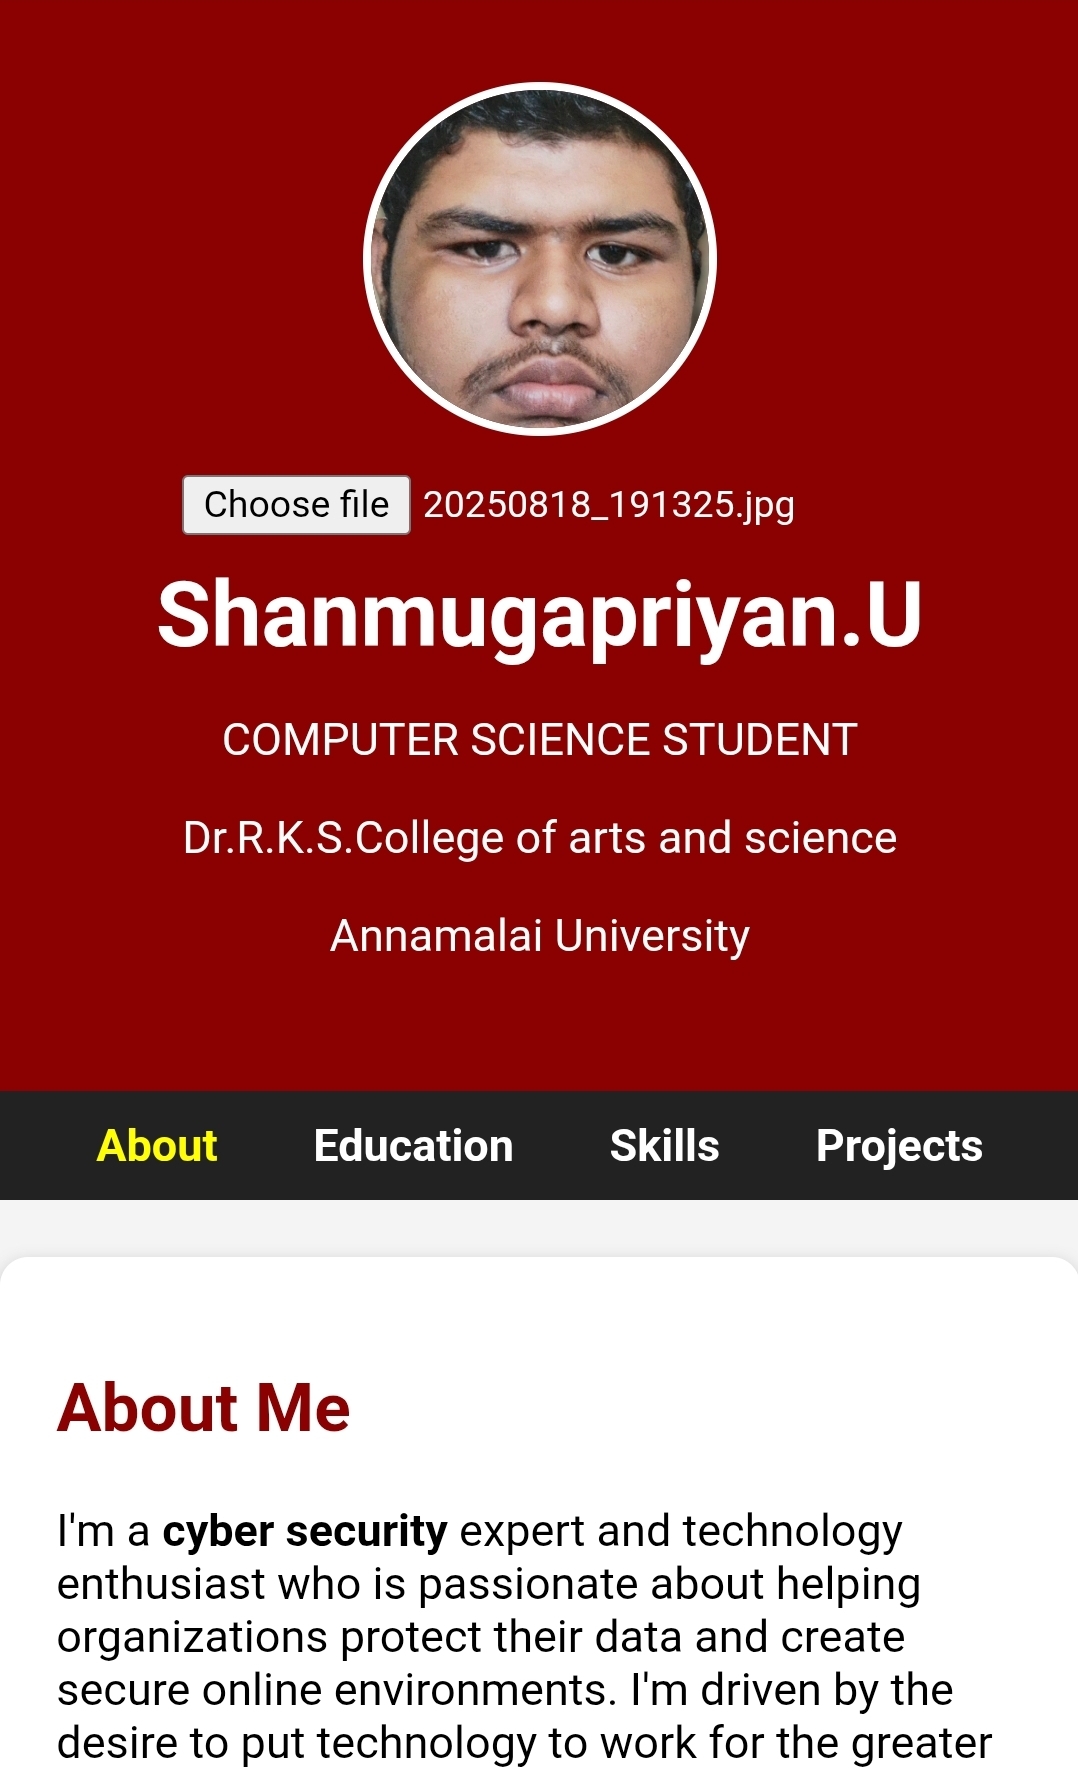 Choose file 20250818_191325.jpg
Shanmugapriyan.U
COMPUTER SCIENCE STUDENT
Dr.R.K.S.College of arts and science
Annamalai University
About Education Skills Projects
About Me
I'm a cyber security expert and technology
enthusiast who is passionate about helping
organizations protect their data and create
secure online environments. I'm driven by the
desire to put technology to work for the greater